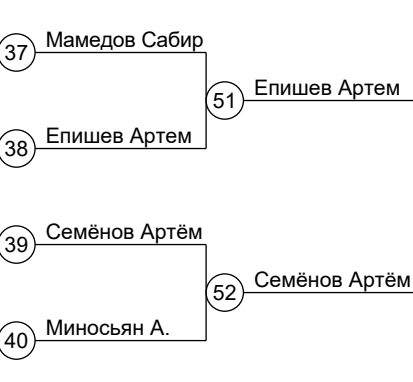 37 Мамедов Сабир
51 Епишев Артем
38 Епишев Артем
39 Семёнов Артём
52 Семёнов Артём
40 Миносьян А.